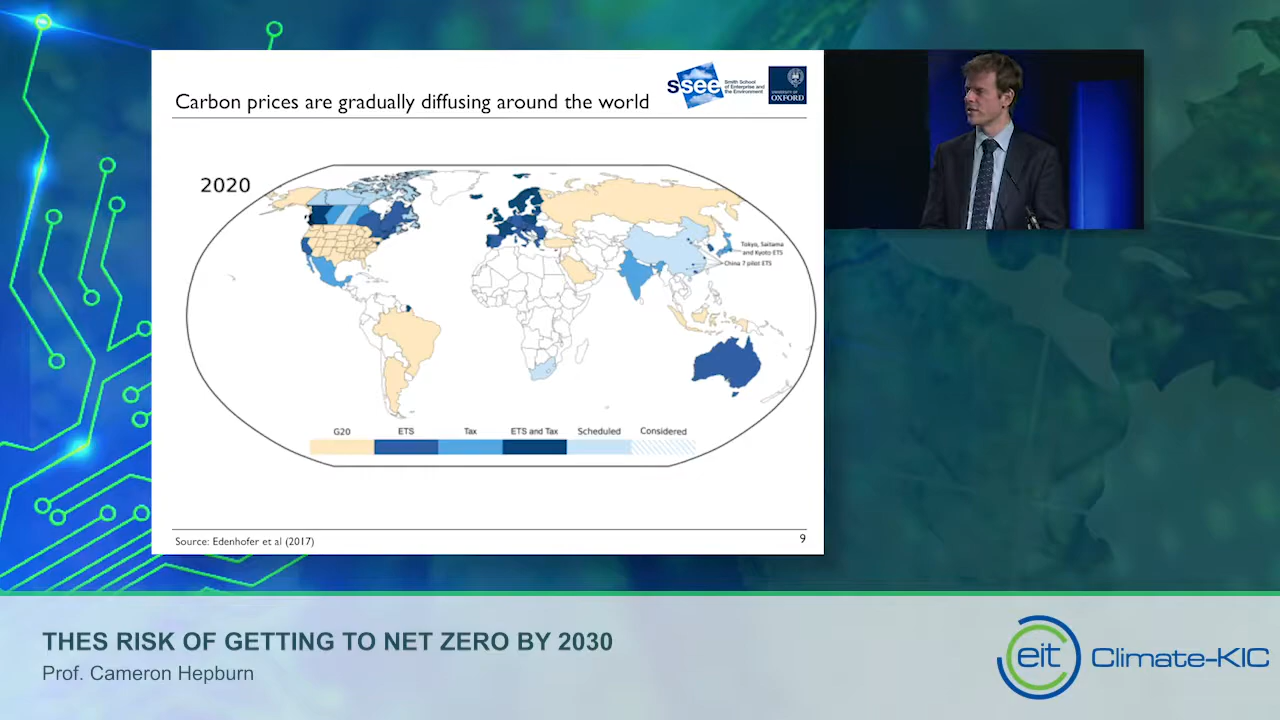 Carbon prices are gradually diffusing around the world
ssee
Smith School
of Enterprise and
the Environment
UNIVERSITY OF
OXFORD
2020
Tokyo, Saitama
and Kyoto ETS
China 7 pilot ETS
G20 ETS Tax ETS and Tax Scheduled Considered
Source: Edenhofer et al (2017)
9
THES RISK OF GETTING TO NET ZERO BY 2030
Prof. Cameron Hepburn
eit Climate-KIC